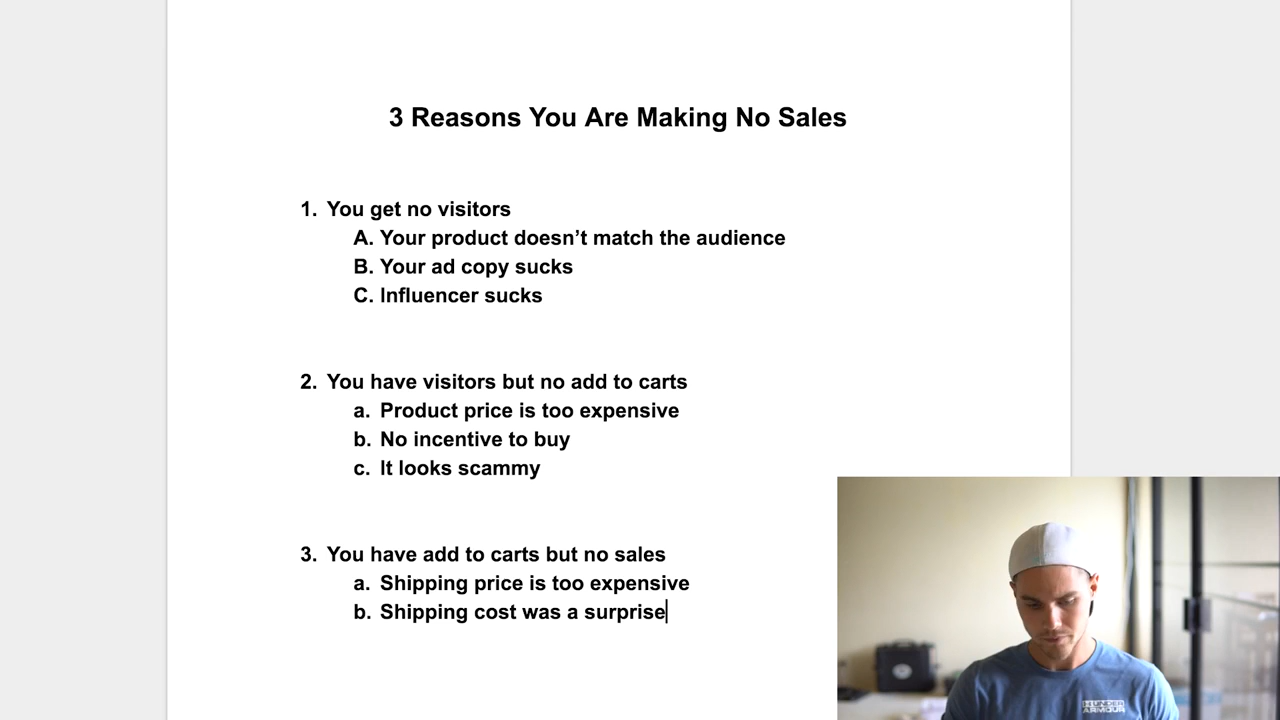 3 Reasons You Are Making No Sales
1. You get no visitors
A. Your product doesn’t match the audience
B. Your ad copy sucks
C. Influencer sucks
2. You have visitors but no add to carts
a. Product price is too expensive
b. No incentive to buy
c. It looks scammy
3. You have add to carts but no sales
a. Shipping price is too expensive
b. Shipping cost was a surprise
UNDER
ARMOUR